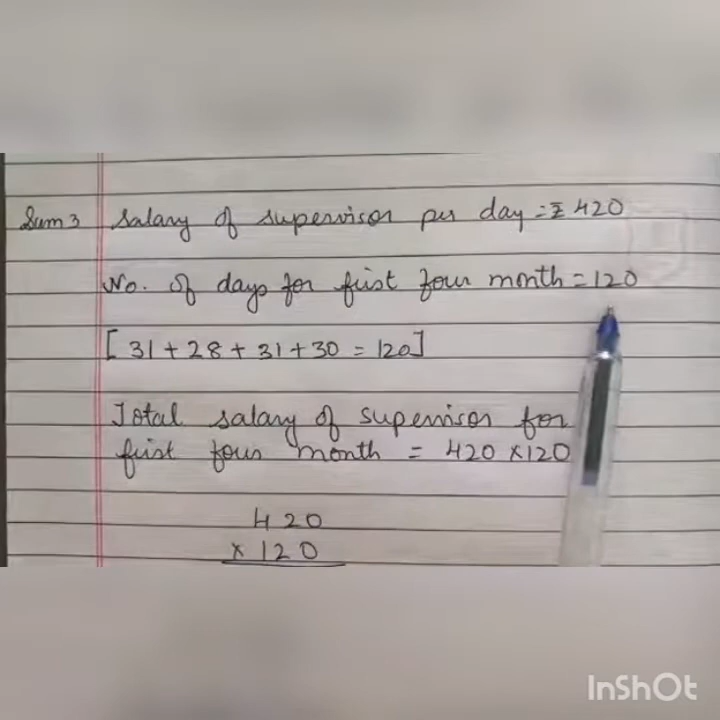 Sum 3 Salary of supervisor per day = ₹ 420
No. of days for first four month = 120
[31 + 28 + 31 + 30 = 120]
Total salary of supervisor for
first four month = 420 × 120
420
× 120
InShOt